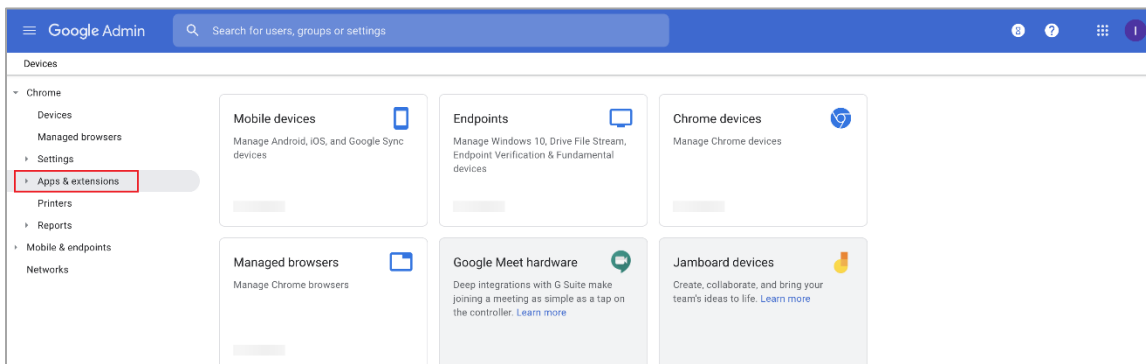 Google Admin
Search for users, groups or settings
8
?
I
Devices
Chrome
Devices
Managed browsers
Settings
Apps & extensions
Printers
Reports
Mobile & endpoints
Networks
Mobile devices
Manage Android, iOS, and Google Sync
devices
Endpoints
Manage Windows 10, Drive File Stream,
Endpoint Verification & Fundamental
devices
Chrome devices
Manage Chrome devices
Managed browsers
Manage Chrome browsers
Google Meet hardware
Deep integrations with G Suite make
joining a meeting as simple as a tap on
the controller. Learn more
Jamboard devices
Create, collaborate, and bring your
team's ideas to life. Learn more